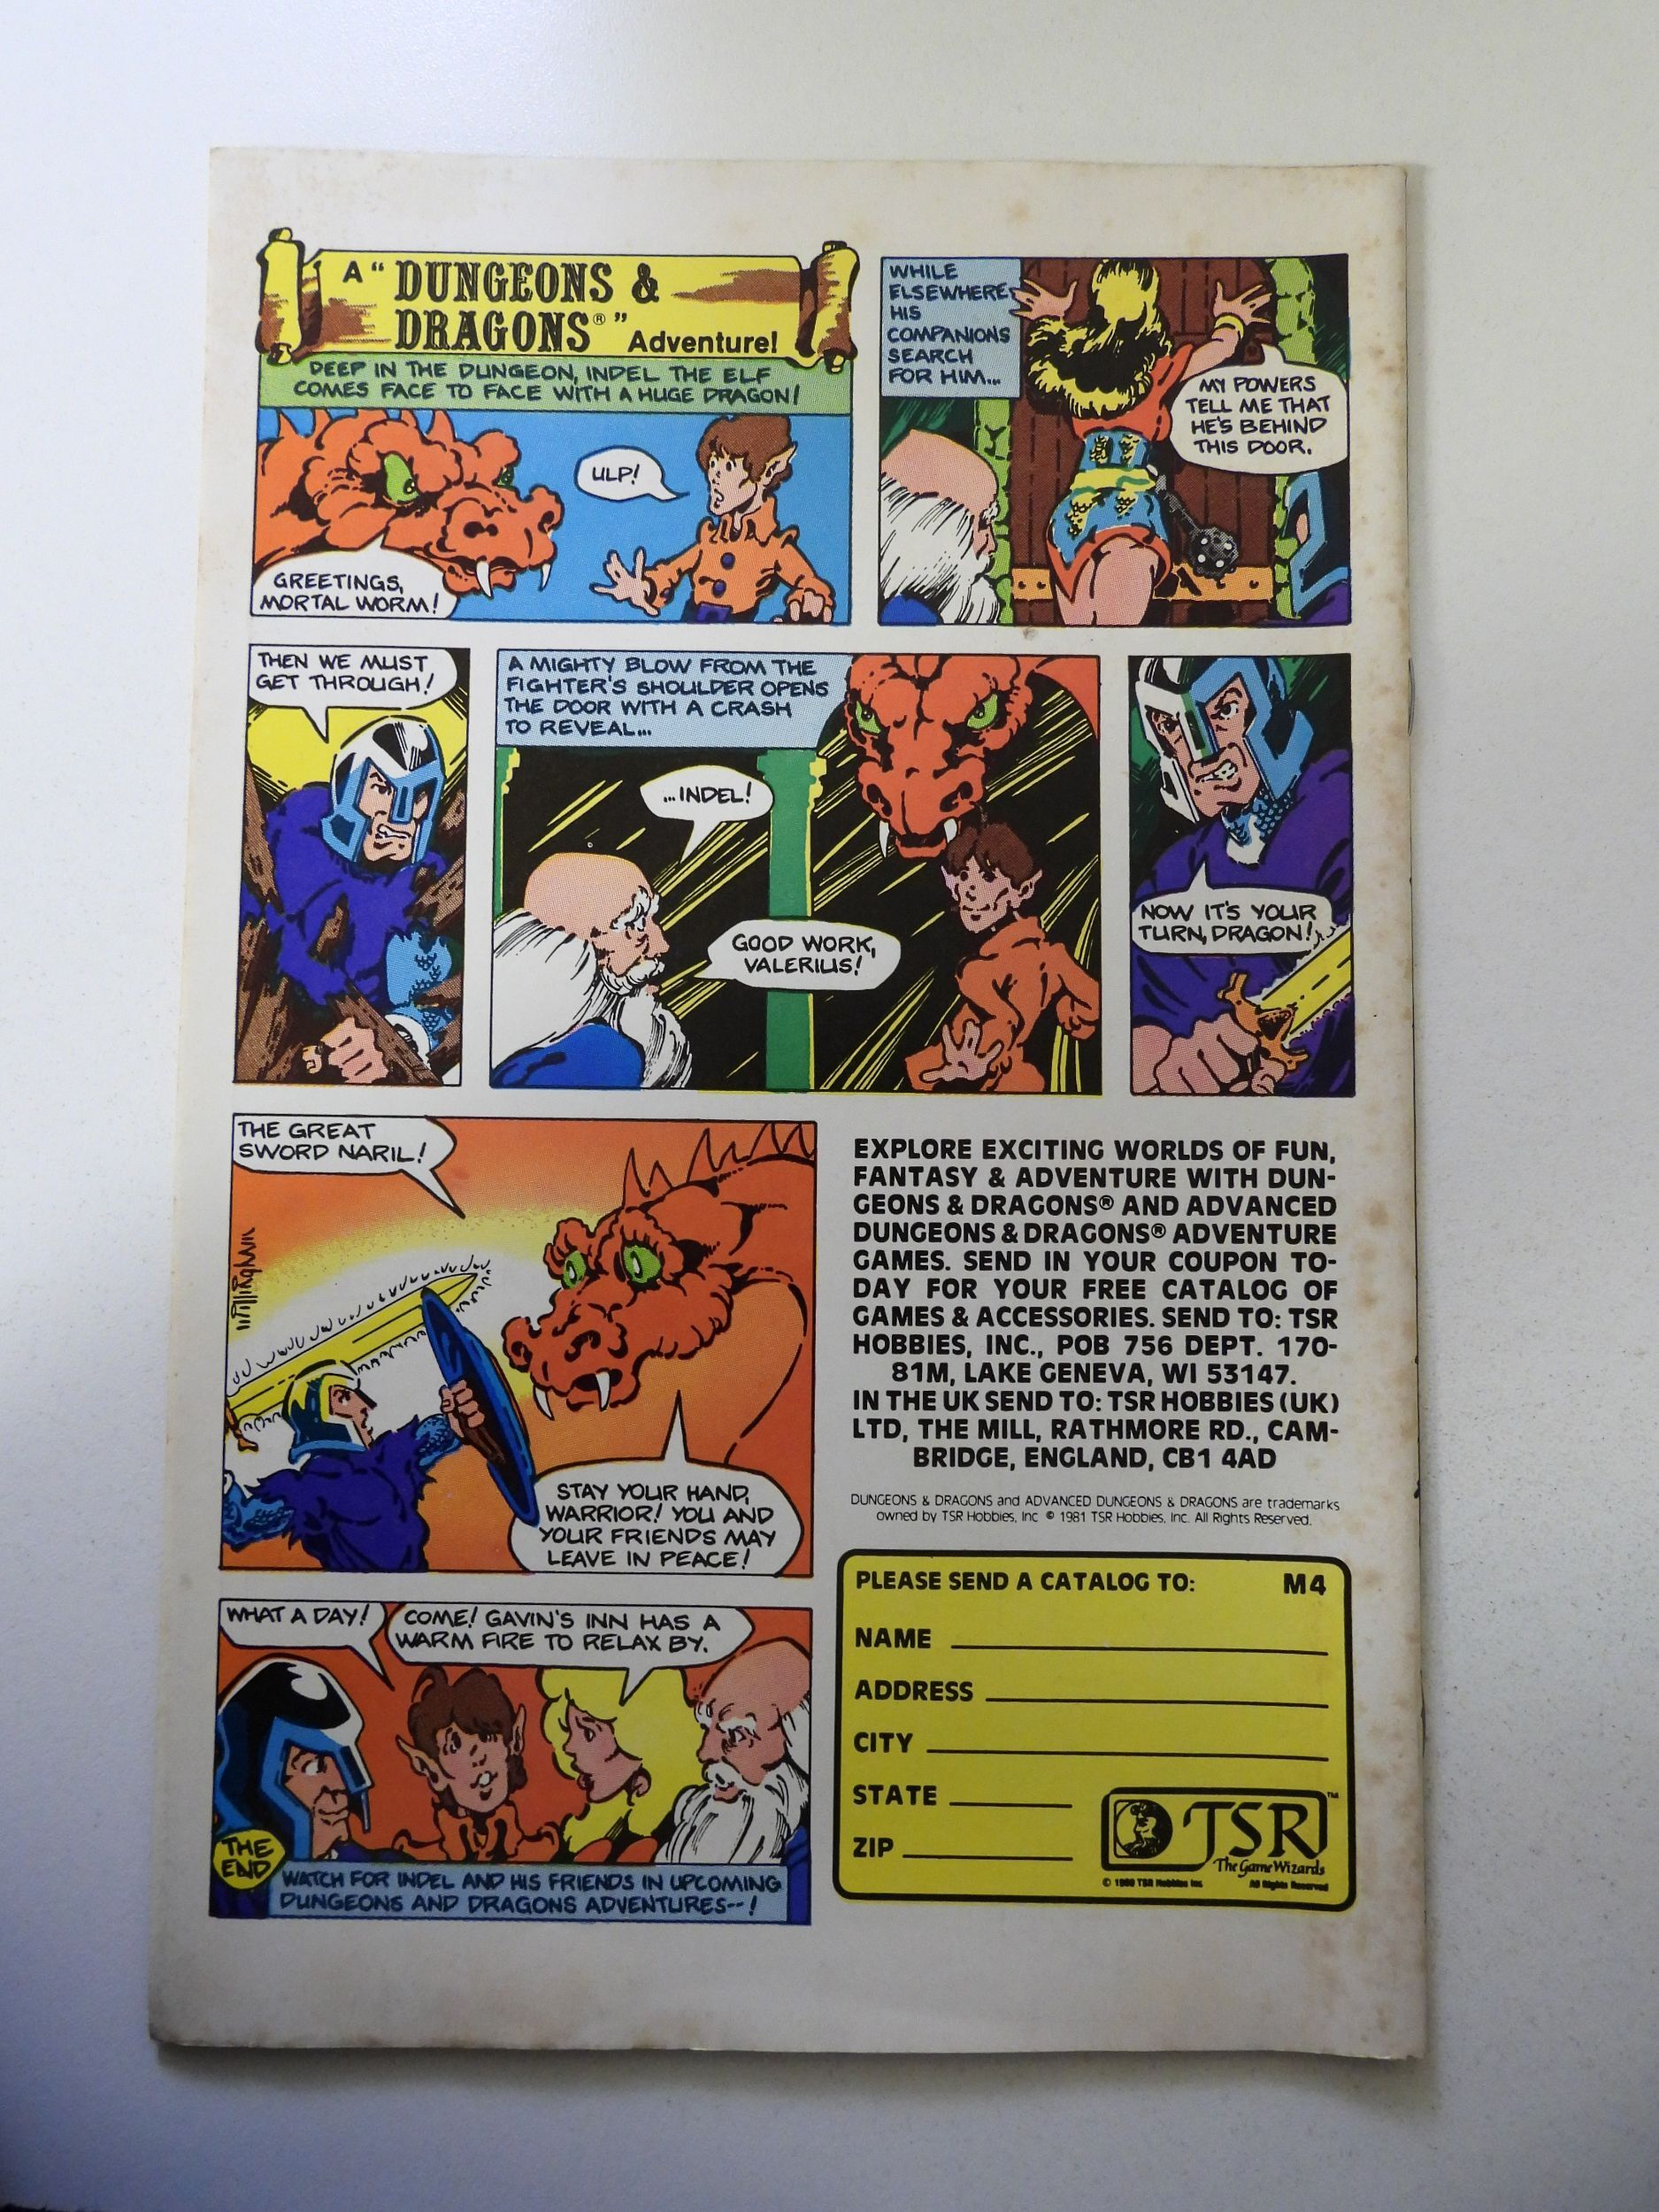 A "DUNGEONS &
DRAGONS®" Adventure!
DEEP IN THE DUNGEON, INDEL THE ELF
COMES FACE TO FACE WITH A HUGE DRAGON!
ULP!
GREETINGS,
MORTAL WORM!
WHILE
ELSEWHERE
HIS
COMPANIONS
SEARCH
FOR HIM...
MY POWERS
TELL ME THAT
HE'S BEHIND
THIS DOOR.
THEN WE MUST
GET THROUGH!
A MIGHTY BLOW FROM THE
FIGHTER'S SHOULDER OPENS
THE DOOR WITH A CRASH
TO REVEAL...
...INDEL!
GOOD WORK,
VALERIUS!
NOW IT'S YOUR
TURN, DRAGON!
THE GREAT
SWORD NARIL!
Willingham
STAY YOUR HAND,
WARRIOR! YOU AND
YOUR FRIENDS MAY
LEAVE IN PEACE!
WHAT A DAY!
COME! GAVIN'S INN HAS A
WARM FIRE TO RELAX BY.
THE
END
WATCH FOR INDEL AND HIS FRIENDS IN UPCOMING
DUNGEONS AND DRAGONS ADVENTURES--!
EXPLORE EXCITING WORLDS OF FUN,
FANTASY & ADVENTURE WITH DUN-
GEONS & DRAGONS® AND ADVANCED
DUNGEONS & DRAGONS® ADVENTURE
GAMES. SEND IN YOUR COUPON TO-
DAY FOR YOUR FREE CATALOG OF
GAMES & ACCESSORIES. SEND TO: TSR
HOBBIES, INC., POB 756 DEPT. 170-
81M, LAKE GENEVA, WI 53147.
IN THE UK SEND TO: TSR HOBBIES (UK)
LTD, THE MILL, RATHMORE RD., CAM-
BRIDGE, ENGLAND, CB1 4AD
DUNGEONS & DRAGONS and ADVANCED DUNGEONS & DRAGONS are trademarks
owned by TSR Hobbies, Inc © 1981 TSR Hobbies, Inc. All Rights Reserved.
PLEASE SEND A CATALOG TO: M4
NAME
ADDRESS
CITY
STATE
ZIP
TSR™
The Game Wizards
© 1980 TSR Hobbies Inc All Rights Reserved